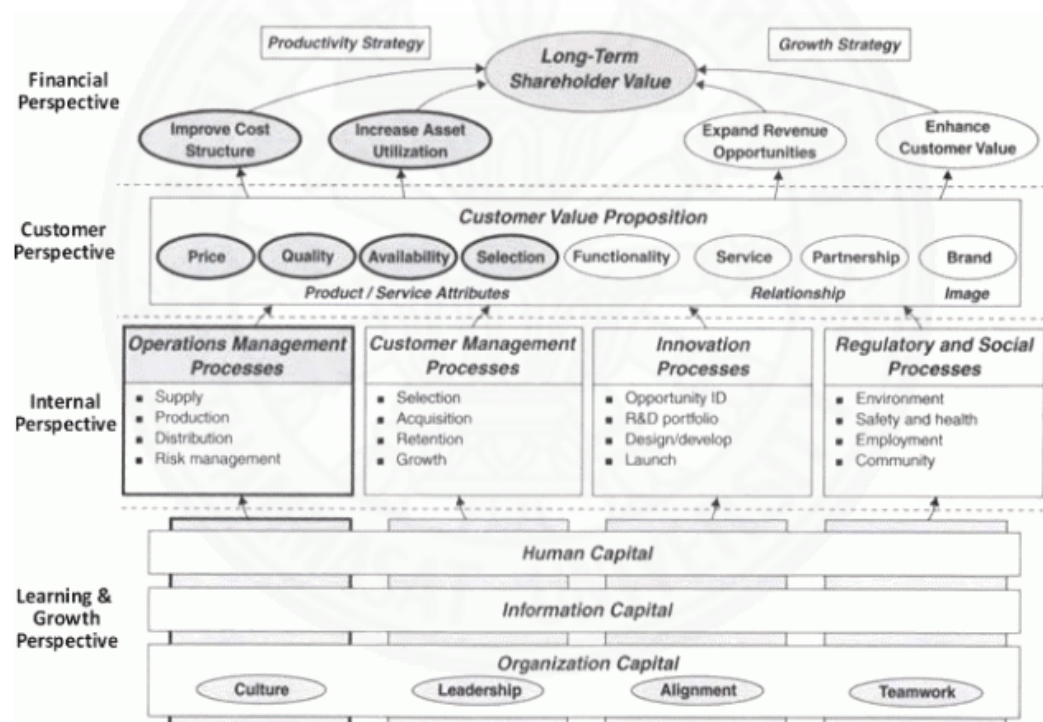 Productivity Strategy
Growth Strategy
Long-Term
Shareholder Value
Financial
Perspective
Improve Cost
Structure
Increase Asset
Utilization
Expand Revenue
Opportunities
Enhance
Customer Value
Customer
Perspective
Customer Value Proposition
Price
Quality
Availability
Selection
Functionality
Service
Partnership
Brand
Product / Service Attributes
Relationship
Image
Internal
Perspective
Operations Management
Processes
▪ Supply
▪ Production
▪ Distribution
▪ Risk management
Customer Management
Processes
▪ Selection
▪ Acquisition
▪ Retention
▪ Growth
Innovation
Processes
▪ Opportunity ID
▪ R&D portfolio
▪ Design/develop
▪ Launch
Regulatory and Social
Processes
▪ Environment
▪ Safety and health
▪ Employment
▪ Community
Learning &
Growth
Perspective
Human Capital
Information Capital
Organization Capital
Culture
Leadership
Alignment
Teamwork